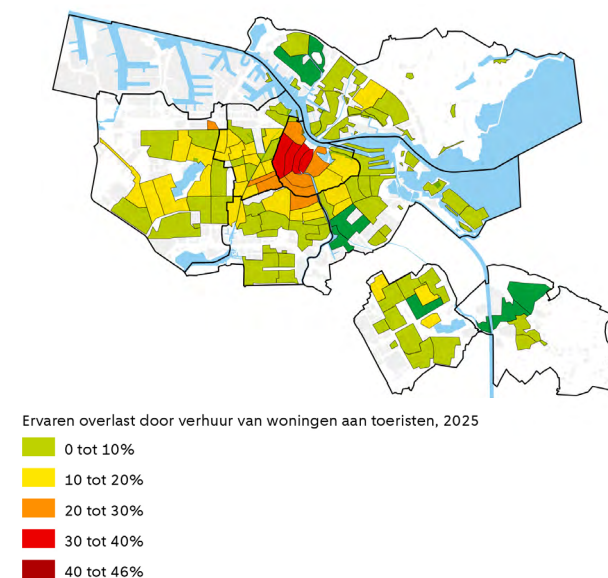 Ervaren overlast door verhuur van woningen aan toeristen, 2025
0 tot 10%
10 tot 20%
20 tot 30%
30 tot 40%
40 tot 46%